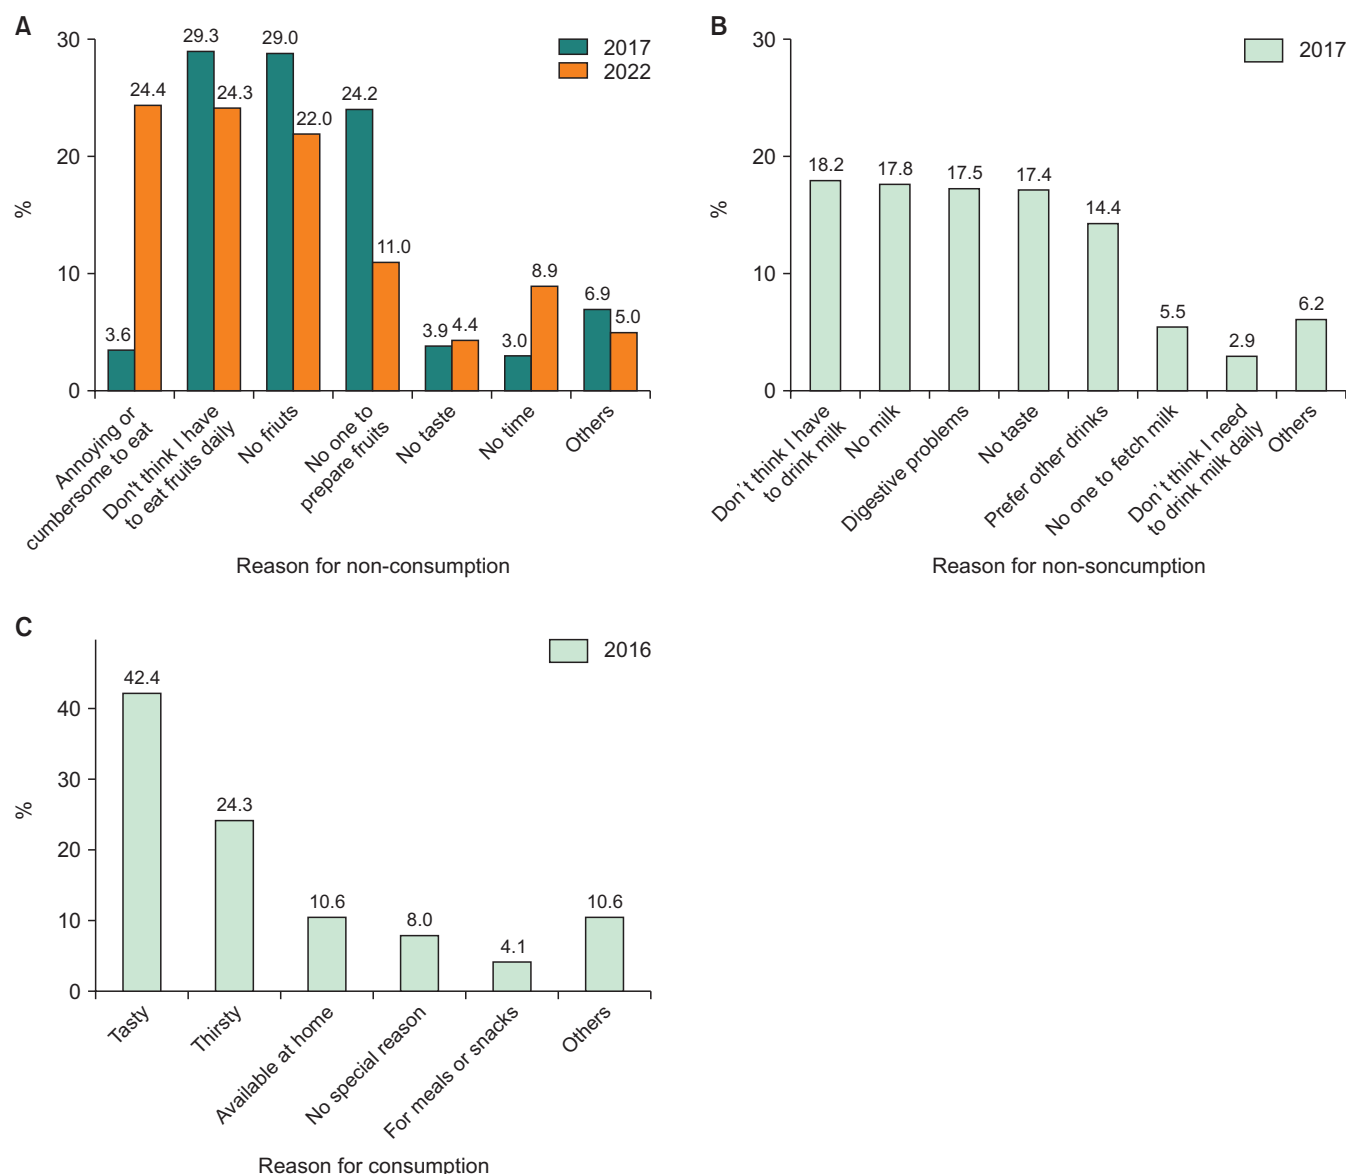 A
30
20
10
0
%
2017
2022
3.6
24.4
29.3
24.3
29.0
22.0
24.2
11.0
3.9
4.4
3.0
8.9
6.9
5.0
Annoying or
cumbersome to eat
Don't think I have
to eat fruits daily
No friuts
No one to
prepare fruits
No taste
No time
Others
Reason for non-consumption
B
30
20
10
0
%
2017
18.2
17.8
17.5
17.4
14.4
5.5
2.9
6.2
Don't think I have
to drink milk
No milk
Digestive problems
No taste
Prefer other drinks
No one to fetch milk
Don't think I need
to drink milk daily
Others
Reason for non-soncumption
C
40
30
20
10
0
%
2016
42.4
24.3
10.6
8.0
4.1
10.6
Tasty
Thirsty
Available at home
No special reason
For meals or snacks
Others
Reason for consumption